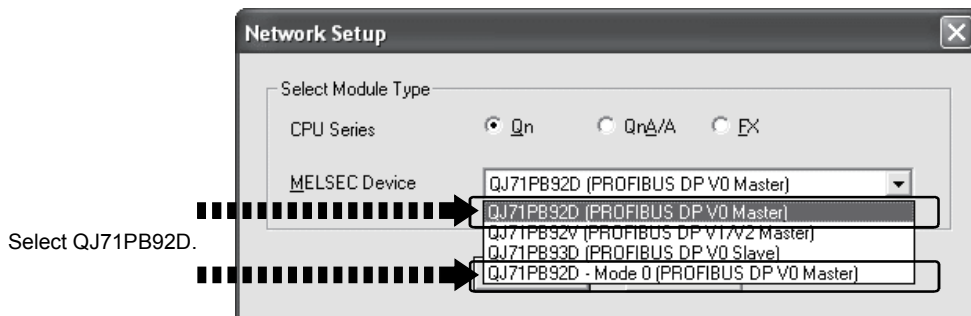 Network Setup
Select Module Type
CPU Series Qn QnA/A FX
MELSEC Device QJ71PB92D (PROFIBUS DP V0 Master)
QJ71PB92D (PROFIBUS DP V0 Master)
QJ71PB92V (PROFIBUS DP V1/V2 Master)
Select QJ71PB92D.
QJ71PB93D (PROFIBUS DP V0 Slave)
QJ71PB92D - Mode 0 (PROFIBUS DP V0 Master)